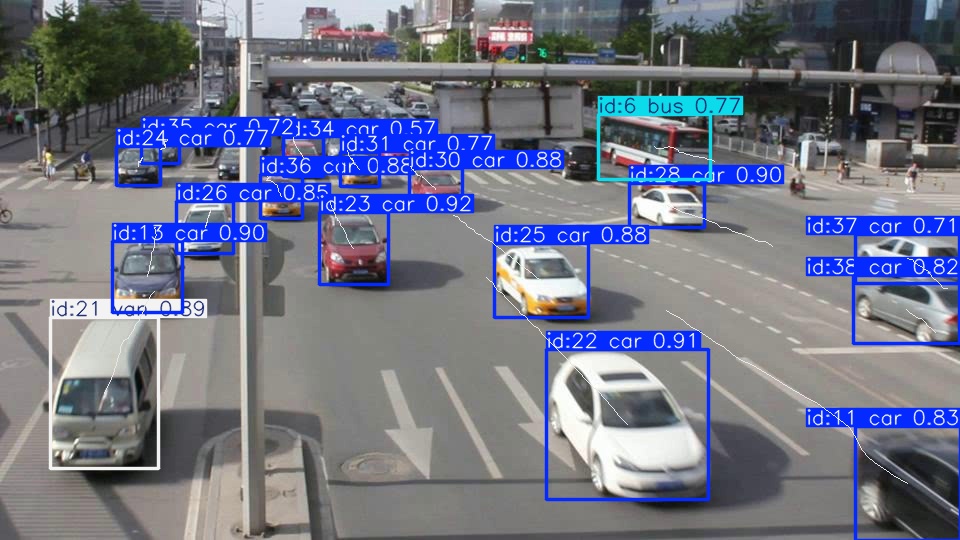 76
id:6 bus 0.77
id:35 car 0.72
id:34 car 0.57
id:24 car 0.77
id:31 car 0.77
id:36 car 0.88
id:30 car 0.88
id:28 car 0.90
id:26 car 0.85
id:23 car 0.92
id:13 car 0.90
id:25 car 0.88
id:37 car 0.71
id:38 car 0.82
id:21 van 0.89
id:22 car 0.91
id:11 car 0.83